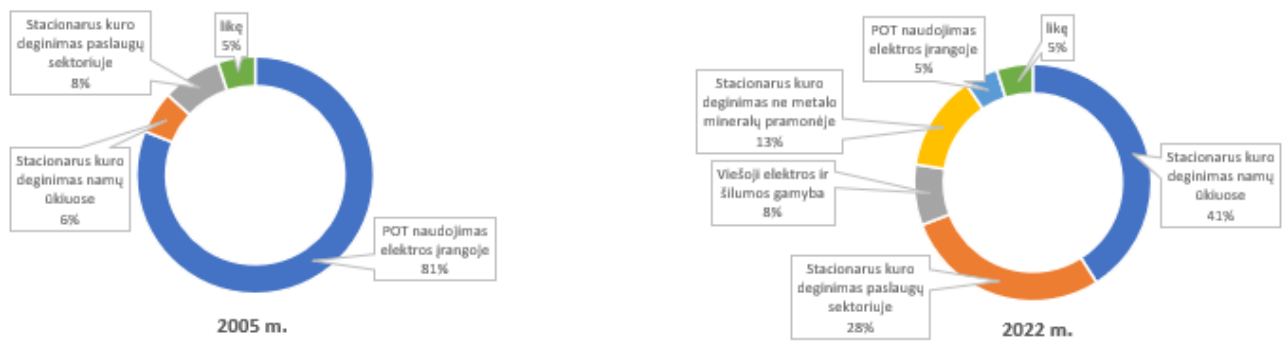 Stacionarus kuro
deginimas paslaugų
sektoriuje
8%
likę
5%
Stacionarus kuro
deginimas namų
ūkiuose
6%
POT naudojimas
elektros įrangoje
81%
2005 m.
POT naudojimas
elektros įrangoje
5%
likę
5%
Stacionarus kuro
deginimas ne metalo
mineralų pramonėje
13%
Viešoji elektros ir
šilumos gamyba
8%
Stacionarus kuro
deginimas namų
ūkiuose
41%
Stacionarus kuro
deginimas paslaugų
sektoriuje
28%
2022 m.